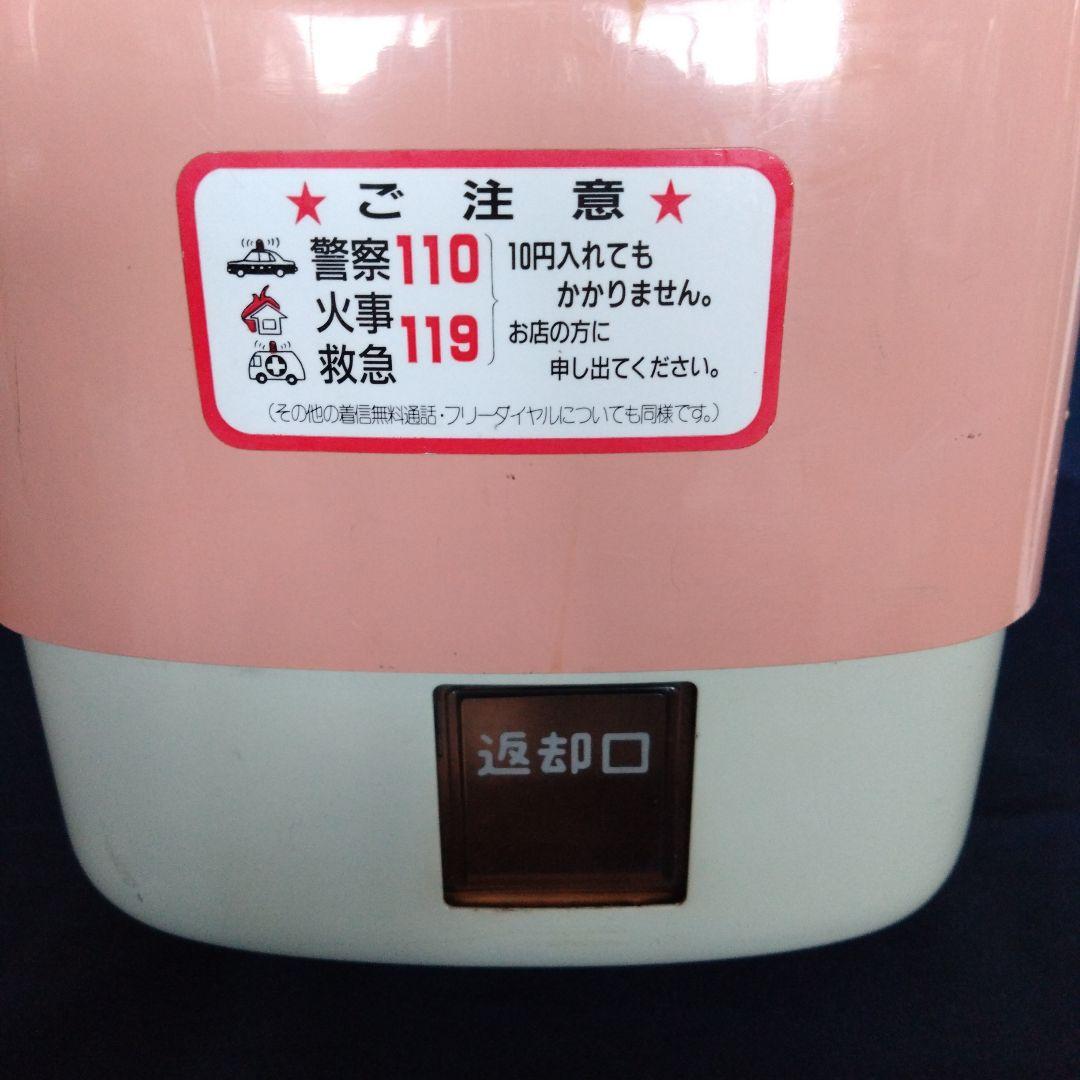 ★ ご注意 ★
警察110
火事
救急
119
10円入れても
かかりません。
お店の方に
申し出てください。
(その他の着信無料通話・フリーダイヤルについても同様です。)
返却口